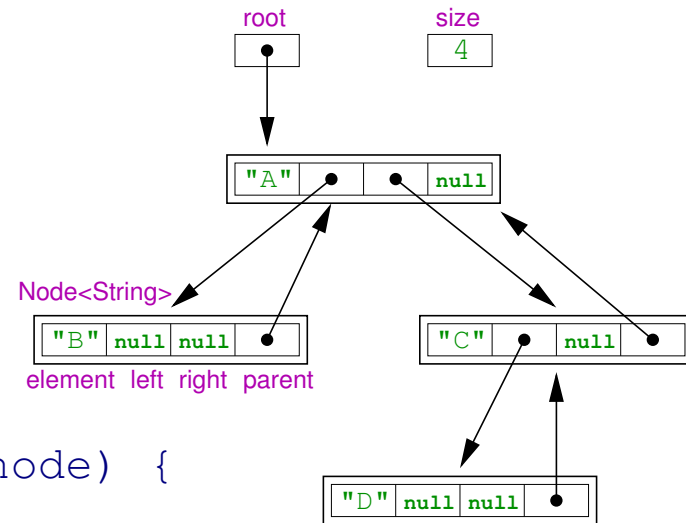 root size
4
"A" null
Node<String>
"B" null null
"C" null
element left right parent
node) {
"D" null null